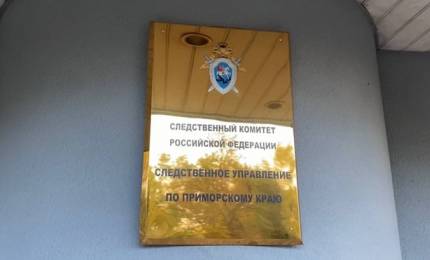 СЛЕДСТВЕННЫЙ КОМИТЕТ
РОССИЙСКОЙ ФЕДЕРАЦИИ
СЛЕДСТВЕННОЕ УПРАВЛЕНИЕ
ПО ПРИМОРСКОМУ КРАЮ